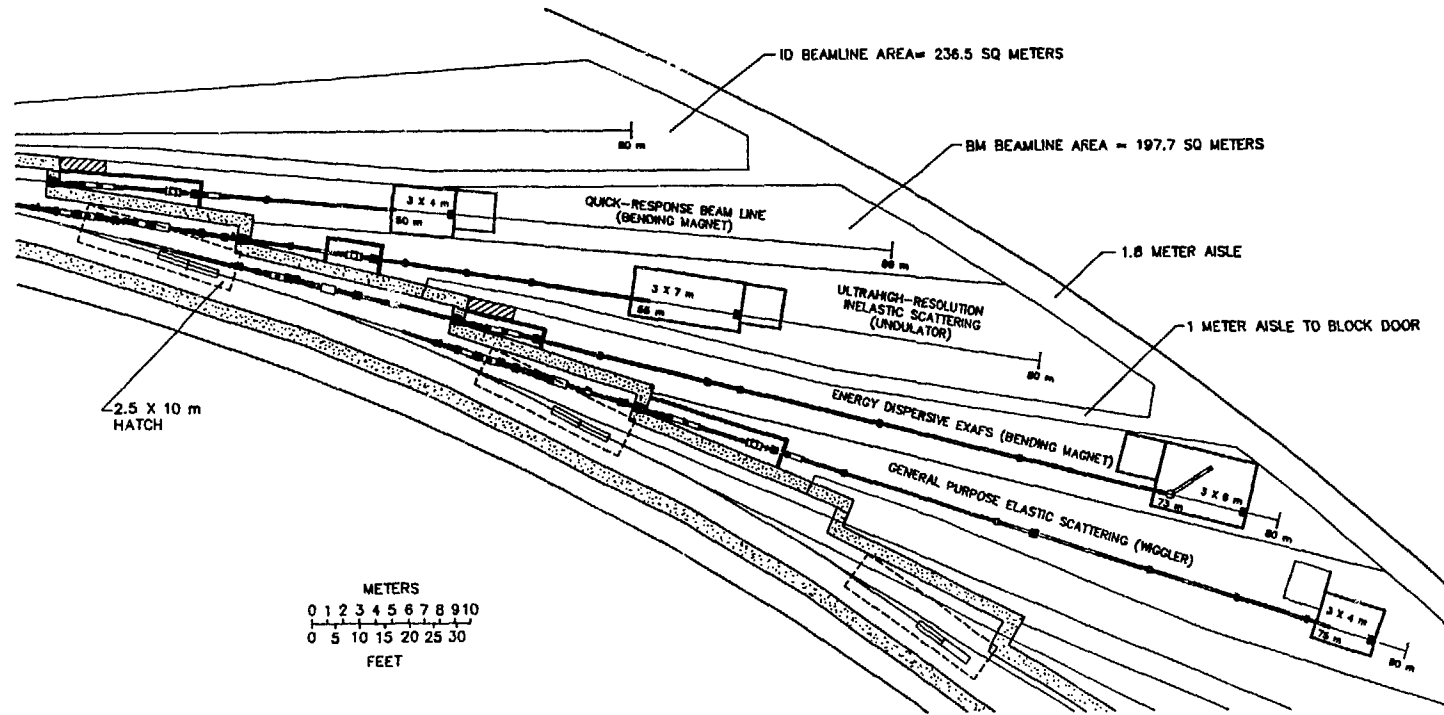 ID BEAMLINE AREA= 236.5 SQ METERS
80 m
BM BEAMLINE AREA = 197.7 SQ METERS
3 X 4 m
50 m
QUICK-RESPONSE BEAM LINE
(BENDING MAGNET)
80 m
1.8 METER AISLE
3 X 7 m
66 m
ULTRAHIGH-RESOLUTION
INELASTIC SCATTERING
(UNDULATOR)
80 m
1 METER AISLE TO BLOCK DOOR
2.5 X 10 m
HATCH
ENERGY DISPERSIVE EXAFS (BENDING MAGNET)
3 X 6 m
73 m
80 m
GENERAL PURPOSE ELASTIC SCATTERING (WIGGLER)
3 X 4 m
75 m
80 m
METERS
0 1 2 3 4 5 6 7 8 9 10
0 5 10 15 20 25 30
FEET